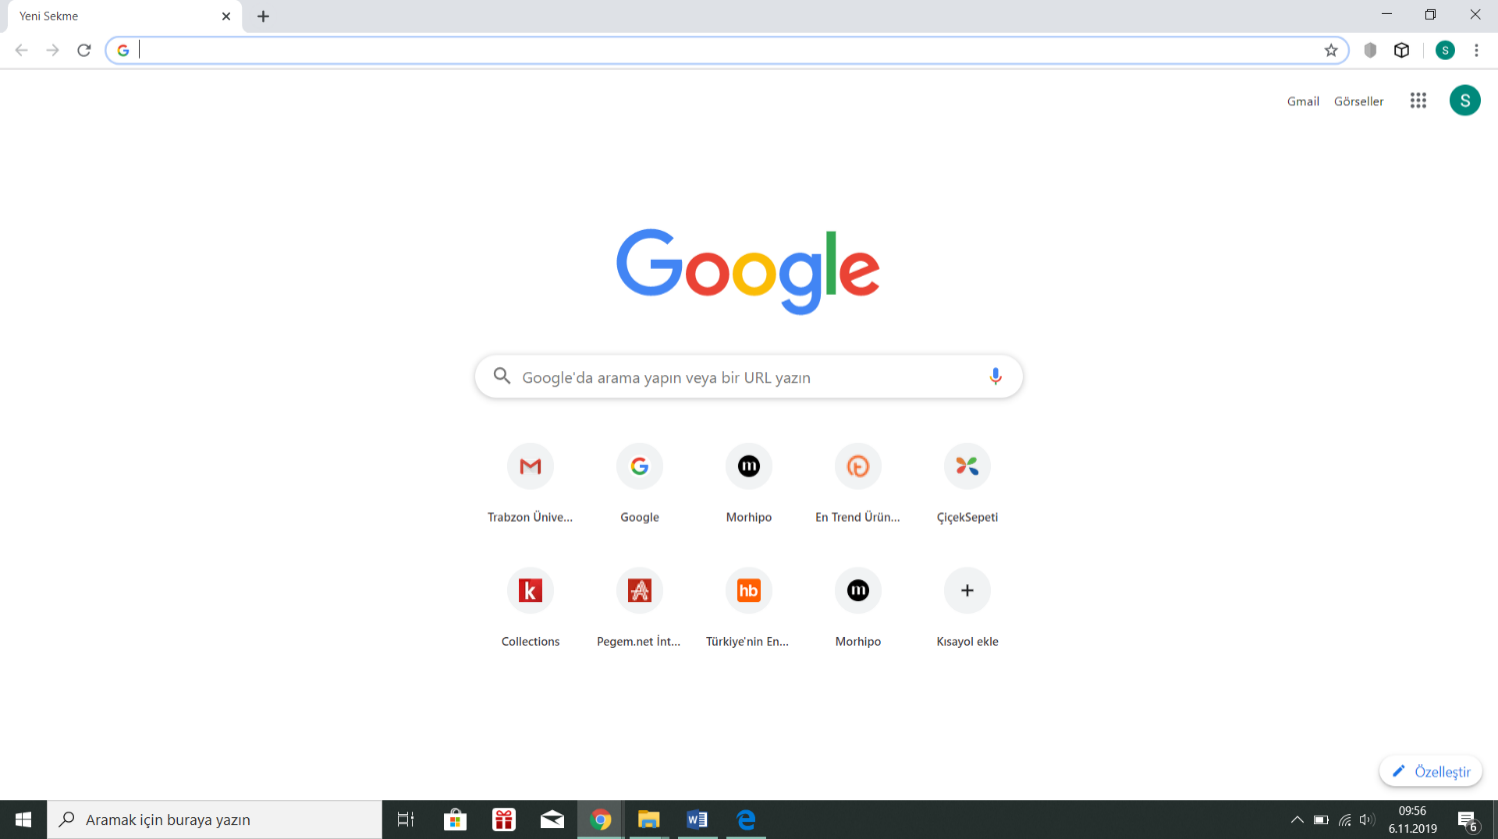 Yeni Sekme
Gmail Görseller
S
S
Google
Google'da arama yapın veya bir URL yazın
Trabzon Ünive... Google Morhipo En Trend Ürün... ÇiçekSepeti
Collections Pegem.net İnt... Türkiye'nin En... Morhipo Kısayol ekle
Özelleştir
Aramak için buraya yazın
09:56
6.11.2019
6